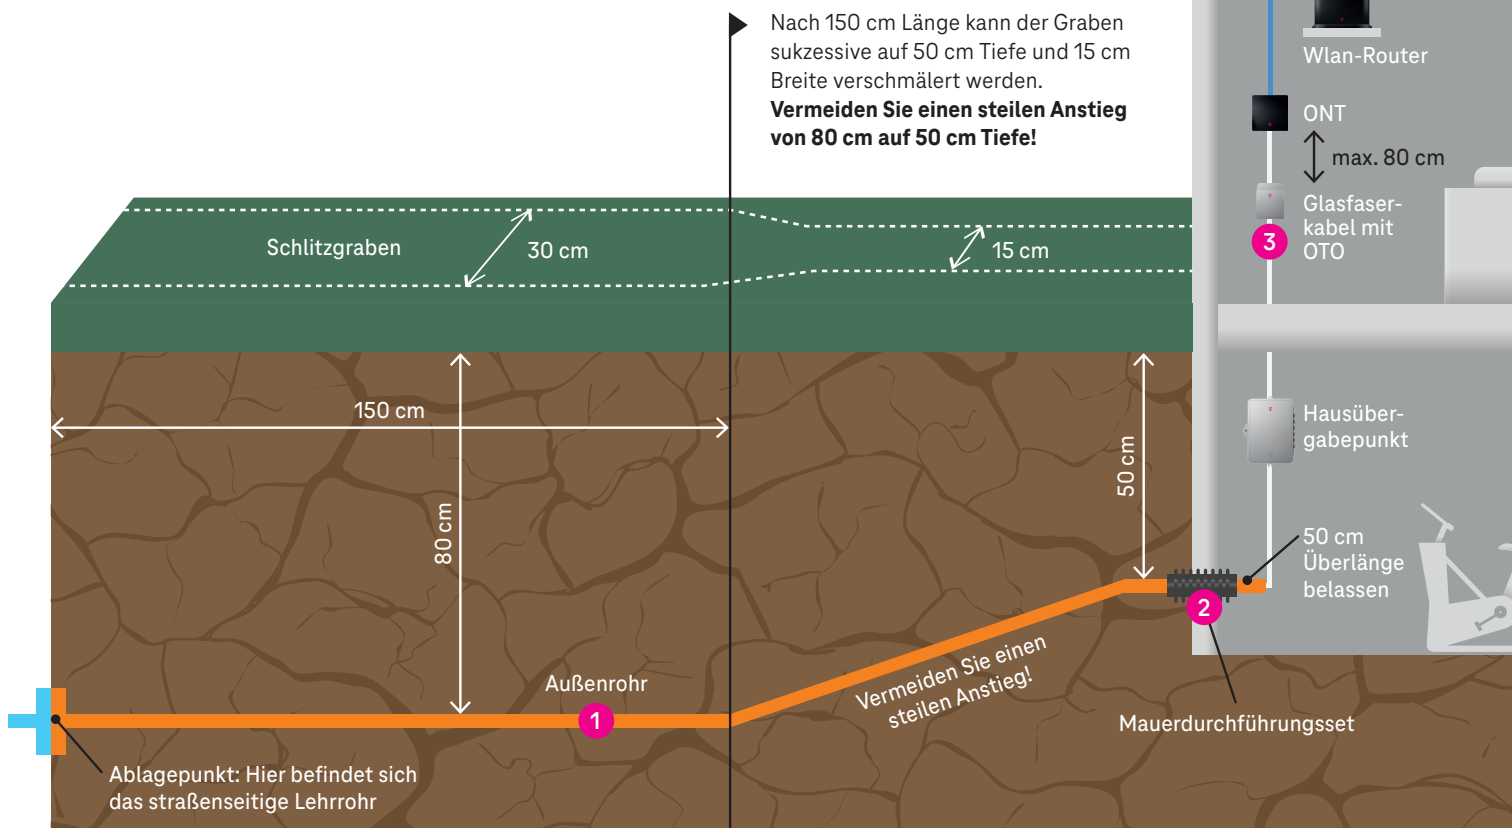 Nach 150 cm Länge kann der Graben
sukzessive auf 50 cm Tiefe und 15 cm
Breite verschmälert werden.
Vermeiden Sie einen steilen Anstieg
von 80 cm auf 50 cm Tiefe!
Wlan-Router
ONT
max. 80 cm
Glasfaser-
kabel mit
OTO
3
Schlitzgraben
30 cm
15 cm
150 cm
80 cm
50 cm
Hausüber-
gabepunkt
50 cm
Überlänge
belassen
2
Vermeiden Sie einen
steilen Anstieg!
Außenrohr
1
Mauerdurchführungsset
Ablagepunkt: Hier befindet sich
das straßenseitige Lehrrohr